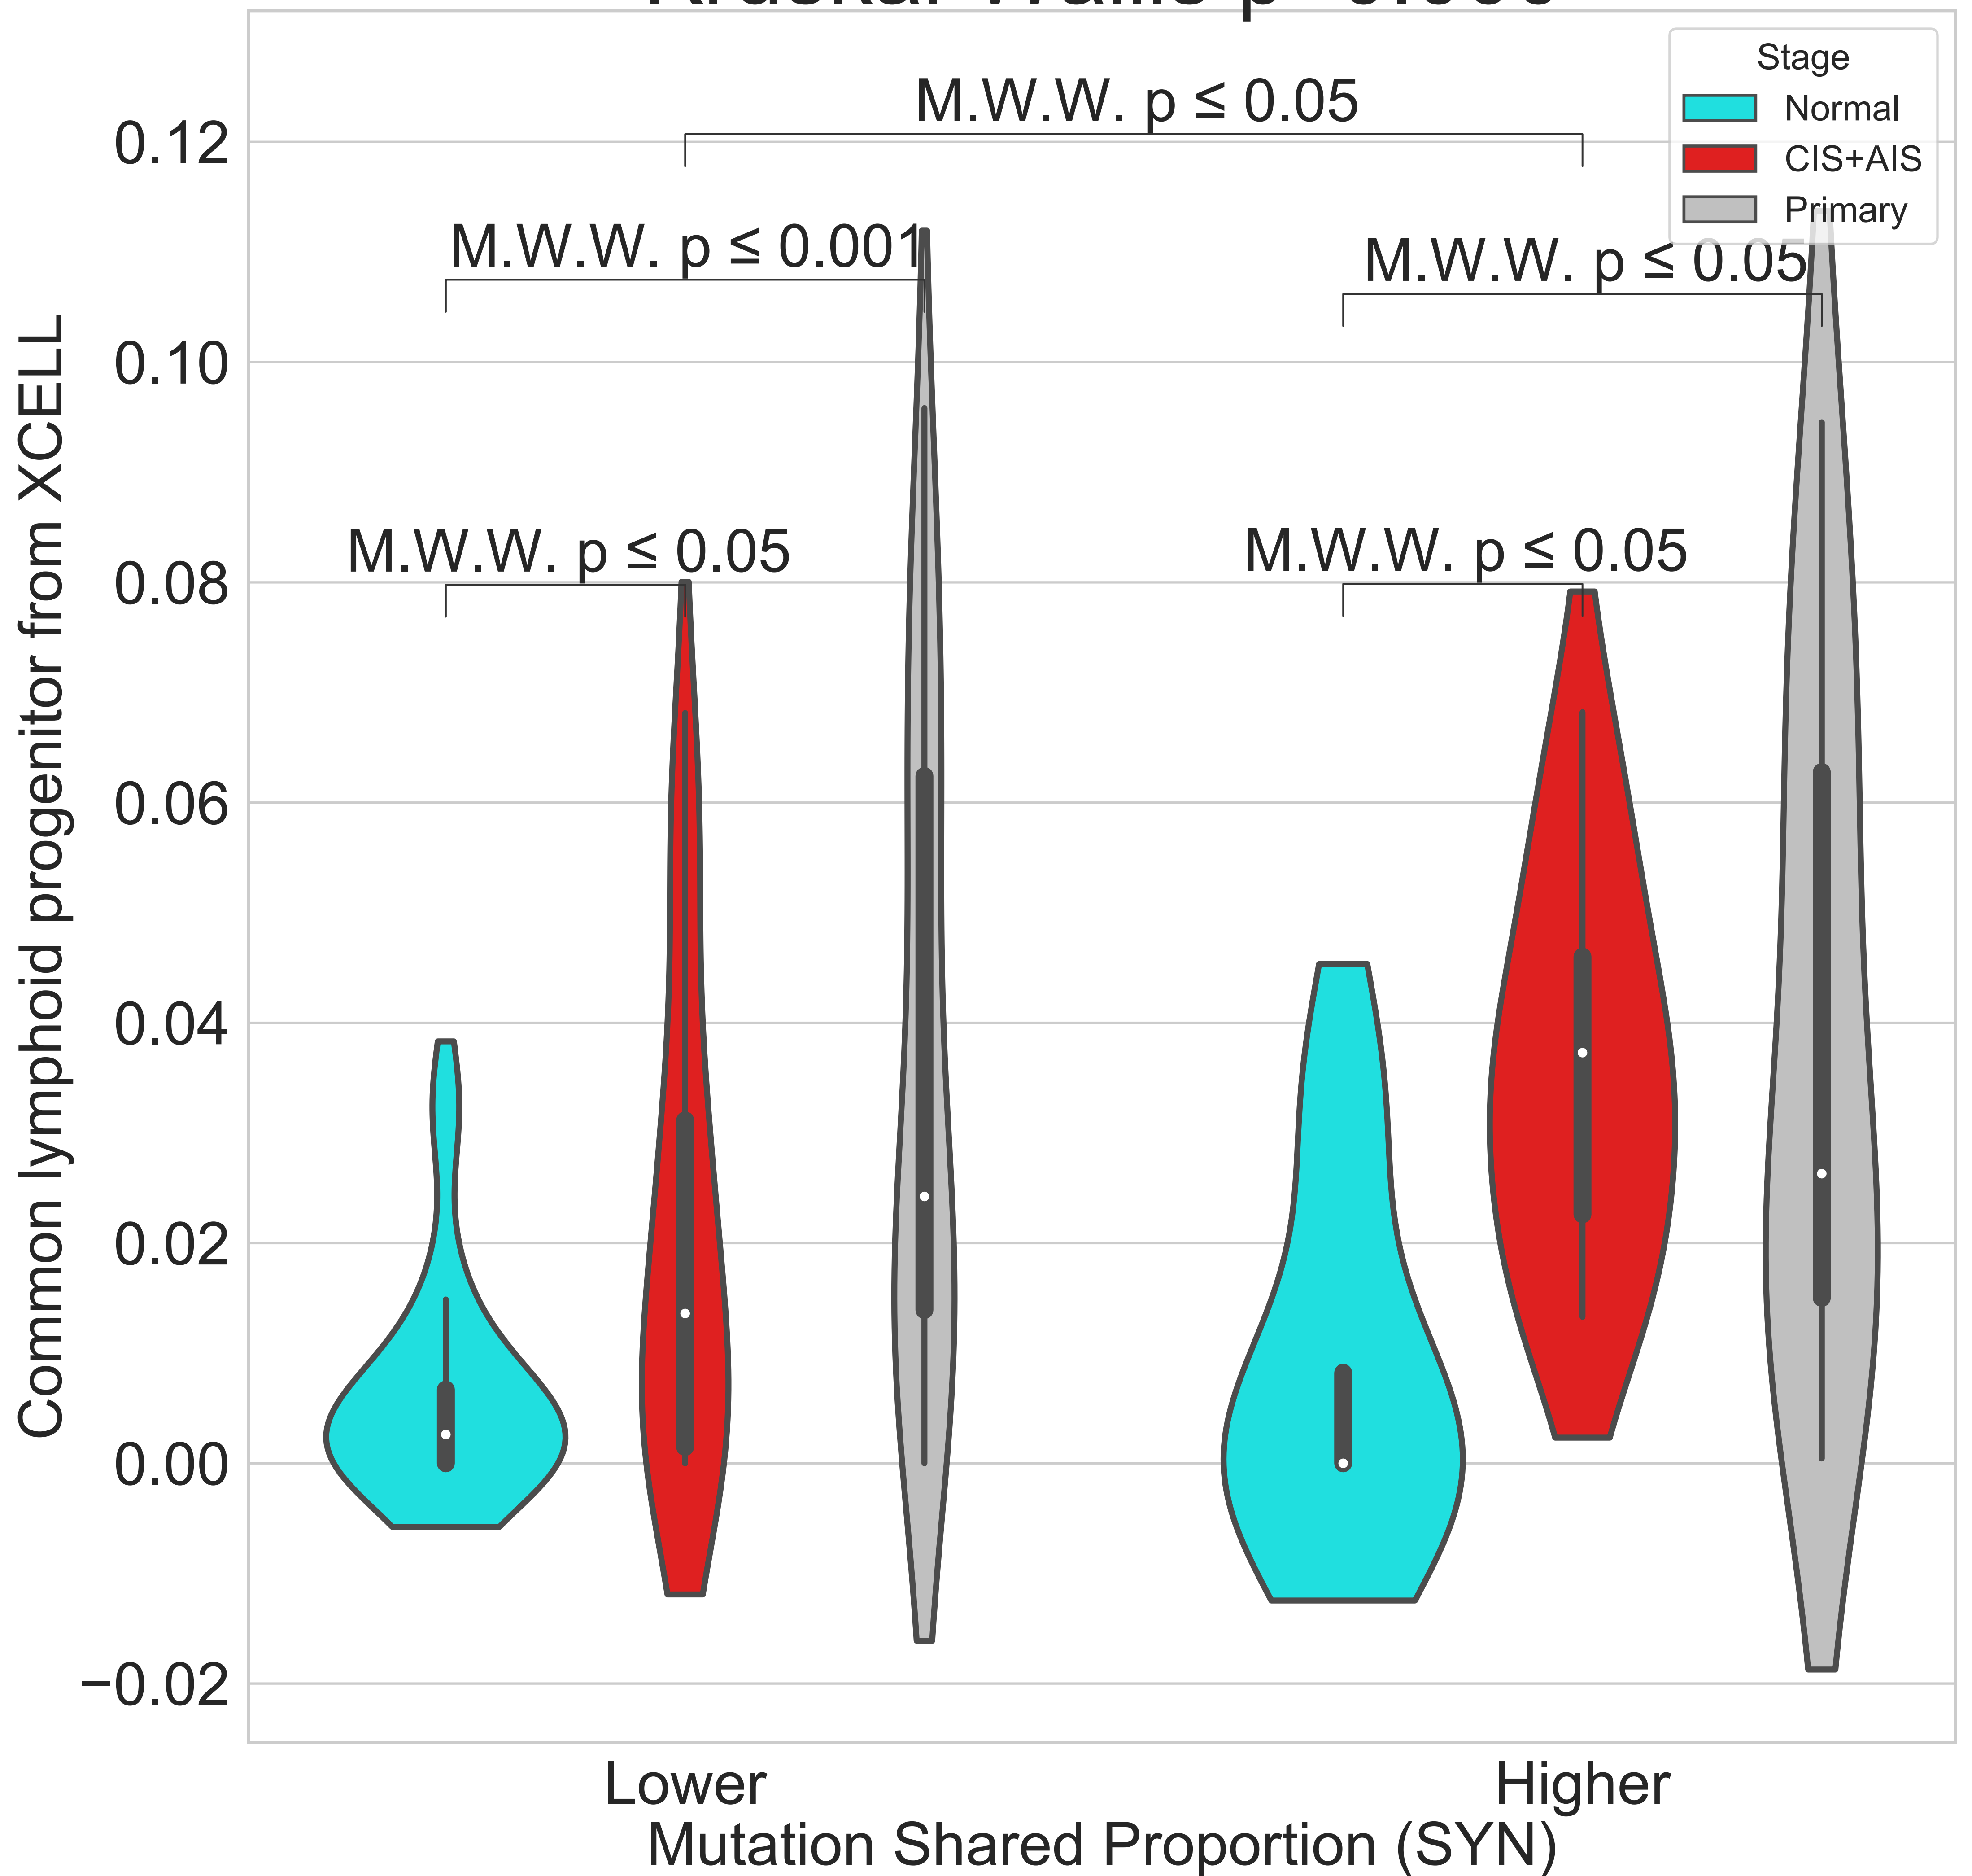 Stage
Normal
CIS+AIS
Primary
M.W.W. p ≤ 0.05
M.W.W. p ≤ 0.001
M.W.W. p ≤ 0.05
M.W.W. p ≤ 0.05
M.W.W. p ≤ 0.05
0.12
0.10
0.08
0.06
0.04
0.02
0.00
−0.02
Common lymphoid progenitor from XCELL
Lower
Higher
Mutation Shared Proportion (SYN)